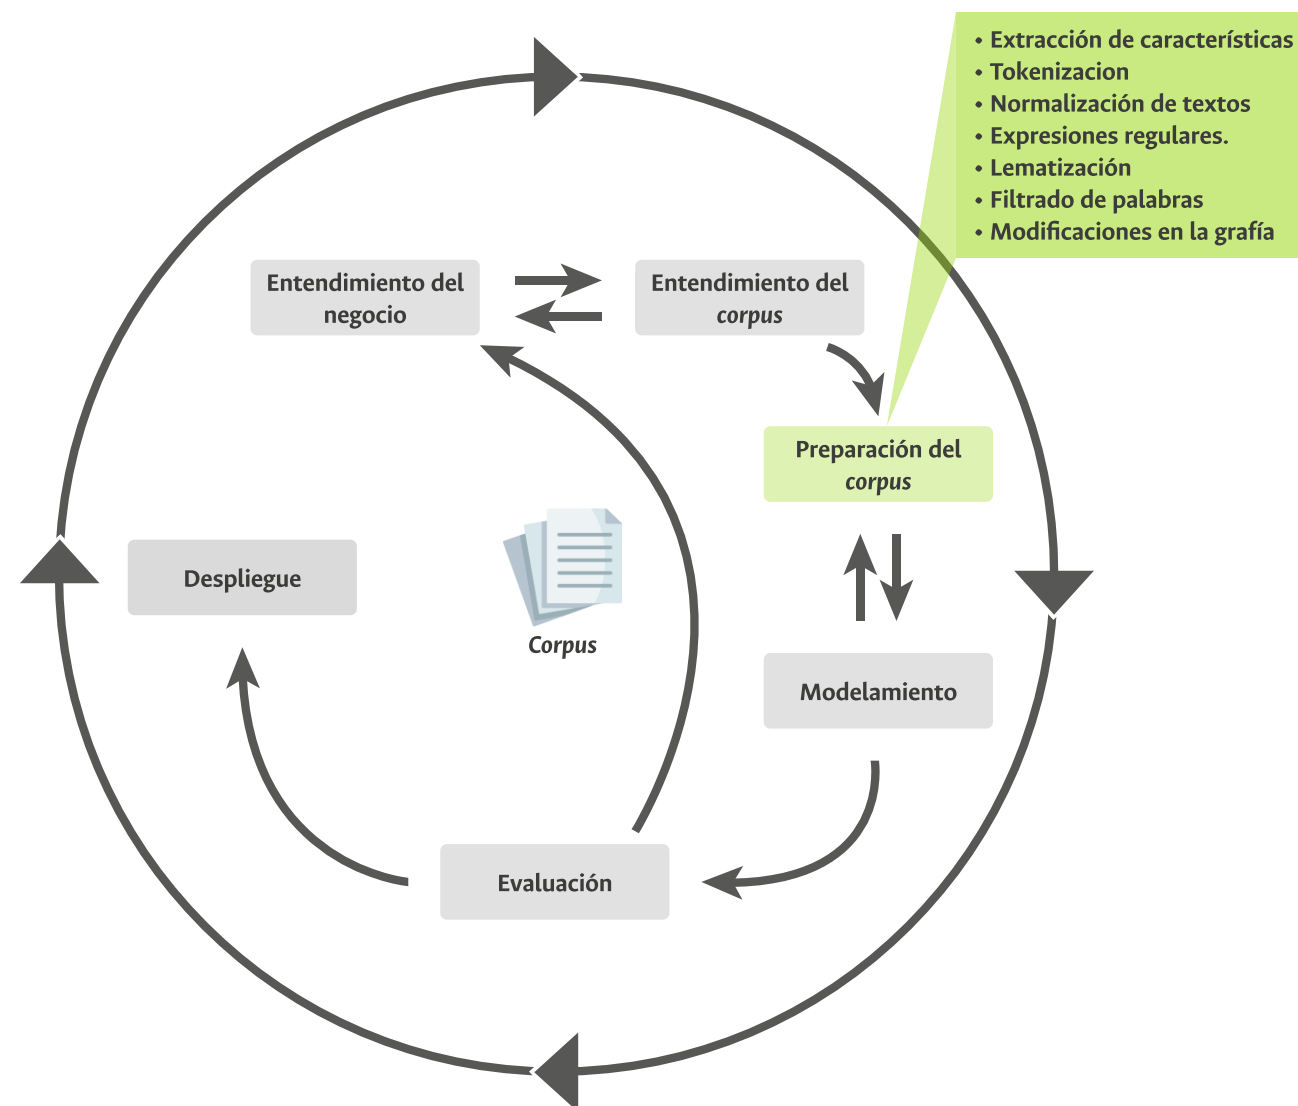 • Extracción de características
• Tokenizacion
• Normalización de textos
• Expresiones regulares.
• Lematización
• Filtrado de palabras
• Modificaciones en la grafía
Entendimiento del
negocio
Entendimiento del
corpus
Preparación del
corpus
Despliegue
Corpus
Modelamiento
Evaluación